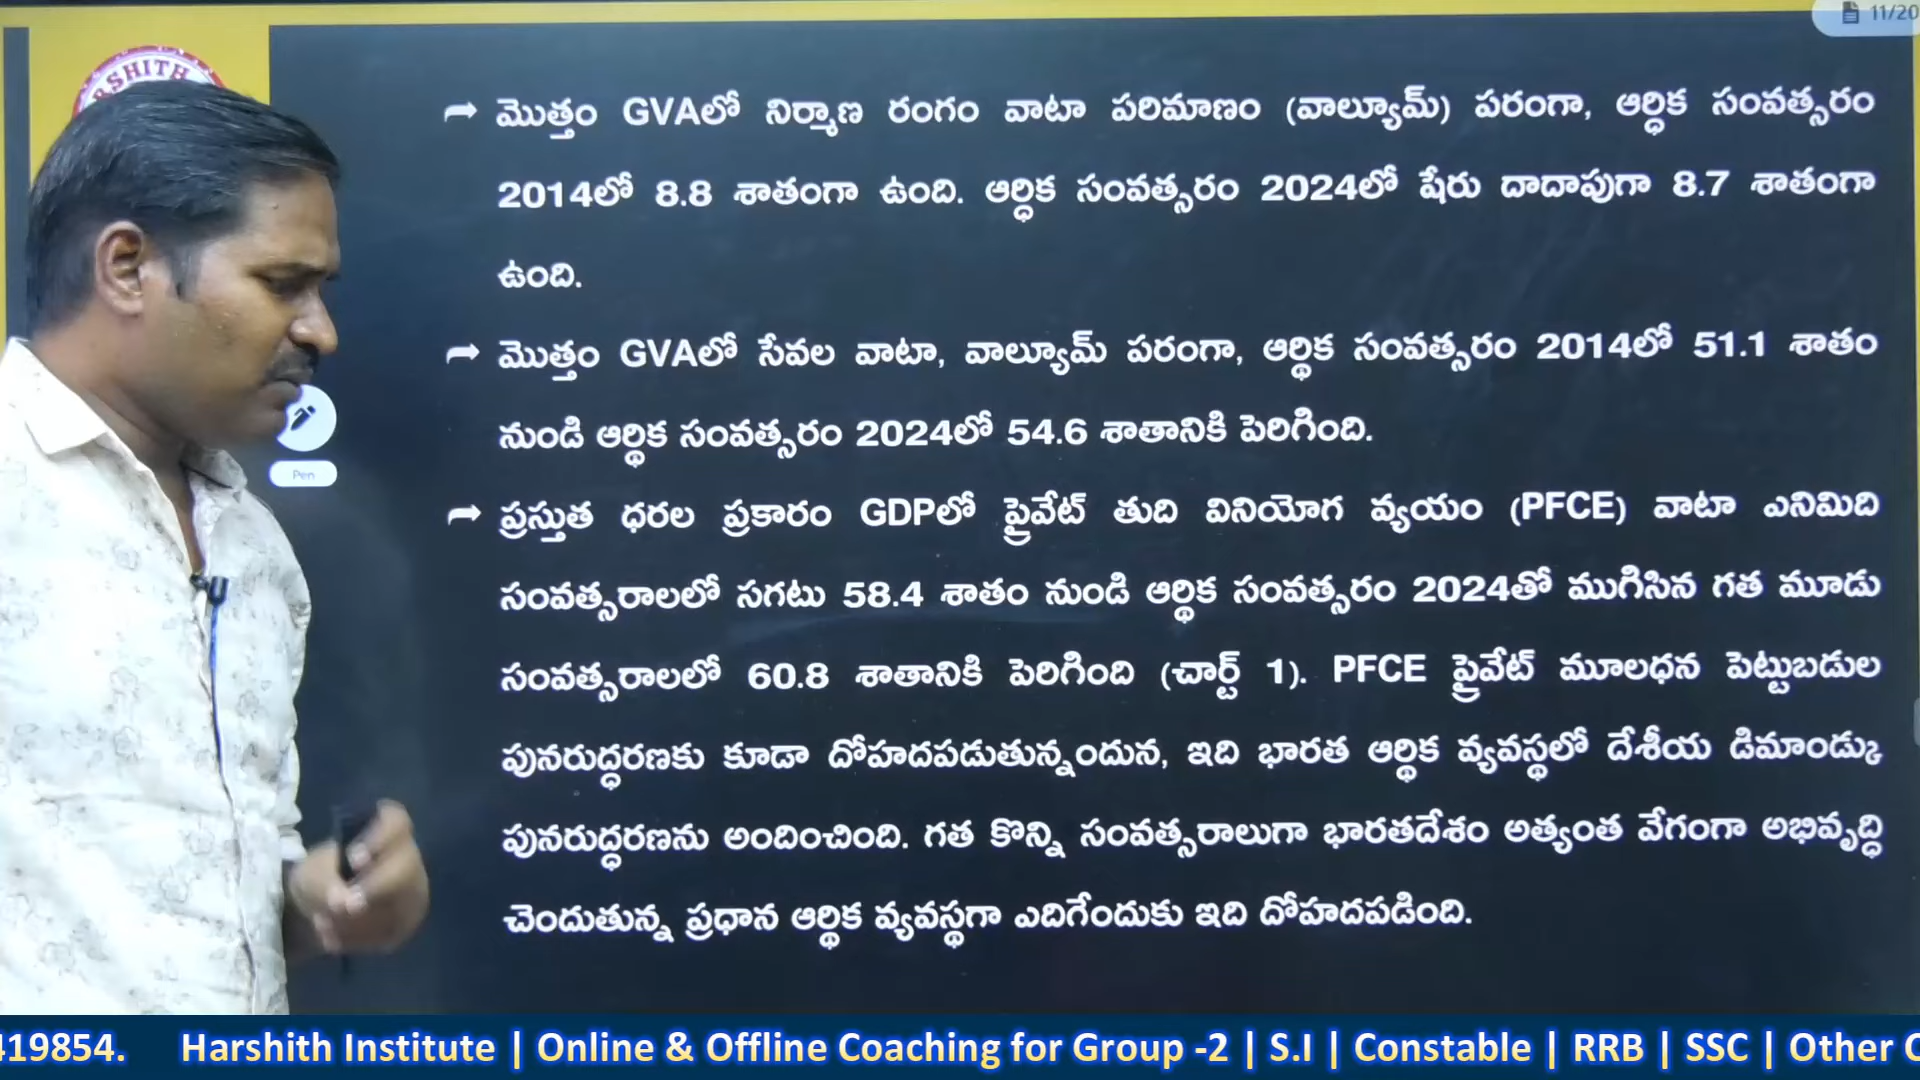 11/20
RSHITH
మొత్తం GVAలో నిర్మాణ రంగం వాటా పరిమాణం (వాల్యూమ్) పరంగా, ఆర్ధిక సంవత్సరం
2014లో 8.8 శాతంగా ఉంది. ఆర్ధిక సంవత్సరం 2024లో షేరు దాదాపుగా 8.7 శాతంగా
ఉంది.
మొత్తం GVAలో సేవల వాటా, వాల్యూమ్ పరంగా, ఆర్థిక సంవత్సరం 2014లో 51.1 శాతం
నుండి ఆర్థిక సంవత్సరం 2024లో 54.6 శాతానికి పెరిగింది.
Pen
ప్రస్తుత ధరల ప్రకారం GDPలో ప్రైవేట్ తుది వినియోగ వ్యయం (PFCE) వాటా ఎనిమిది
సంవత్సరాలలో సగటు 58.4 శాతం నుండి ఆర్థిక సంవత్సరం 2024తో ముగిసిన గత మూడు
సంవత్సరాలలో 60.8 శాతానికి పెరిగింది (చార్ట్ 1). PFCE ప్రైవేట్ మూలధన పెట్టుబడుల
పునరుద్ధరణకు కూడా దోహదపడుతున్నందున, ఇది భారత ఆర్థిక వ్యవస్థలో దేశీయ డిమాండ్కు
పునరుద్ధరణను అందించింది. గత కొన్ని సంవత్సరాలుగా భారతదేశం అత్యంత వేగంగా అభివృద్ధి
చెందుతున్న ప్రధాన ఆర్థిక వ్యవస్థగా ఎదిగేందుకు ఇది దోహదపడింది.
419854. Harshith Institute | Online & Offline Coaching for Group -2 | S.I | Constable | RRB | SSC | Other